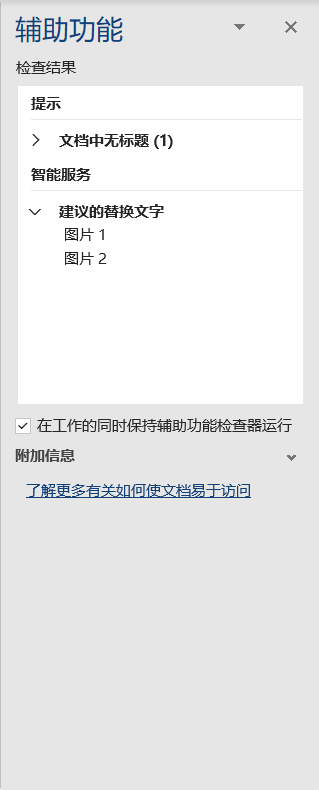 辅助功能
检查结果
提示
文档中无标题 (1)
智能服务
建议的替换文字
图片 1
图片 2
在工作的同时保持辅助功能检查器运行
附加信息
了解更多有关如何使文档易于访问